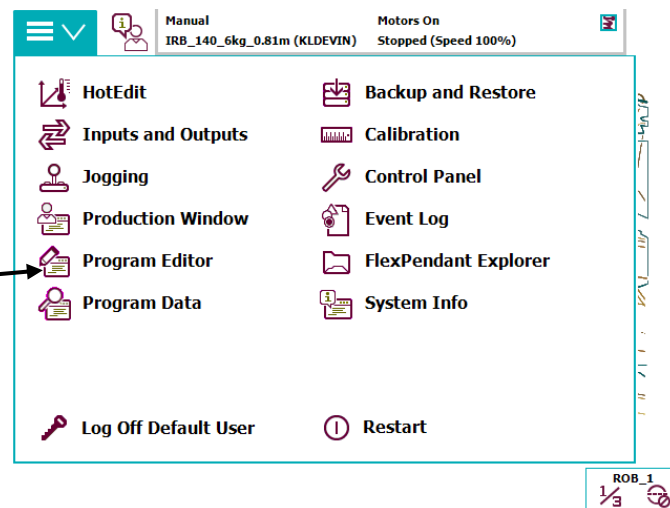 Manual
IRB_140_6kg_0.81m (KLDEVIN)
Motors On
Stopped (Speed 100%)
HotEdit
Backup and Restore
Inputs and Outputs
Calibration
Jogging
Control Panel
Production Window
Event Log
Program Editor
FlexPendant Explorer
Program Data
System Info
Log Off Default User
Restart
ROB_1
1/3